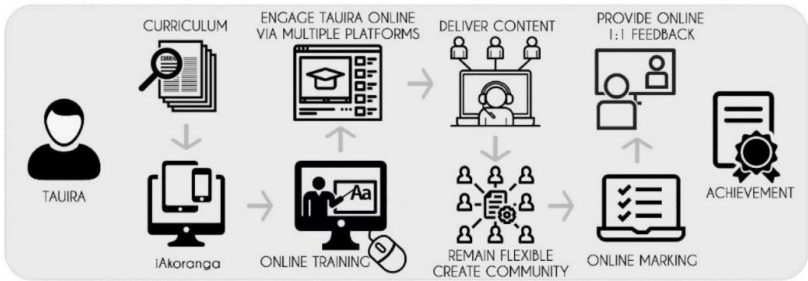 TAUIRA
CURRICULUM
iAkoranga
ONLINE TRAINING
Aa
ENGAGE TAUIRA ONLINE
VIA MULTIPLE PLATFORMS
DELIVER CONTENT
REMAIN FLEXIBLE
CREATE COMMUNITY
ONLINE MARKING
PROVIDE ONLINE
1:1 FEEDBACK
ACHIEVEMENT